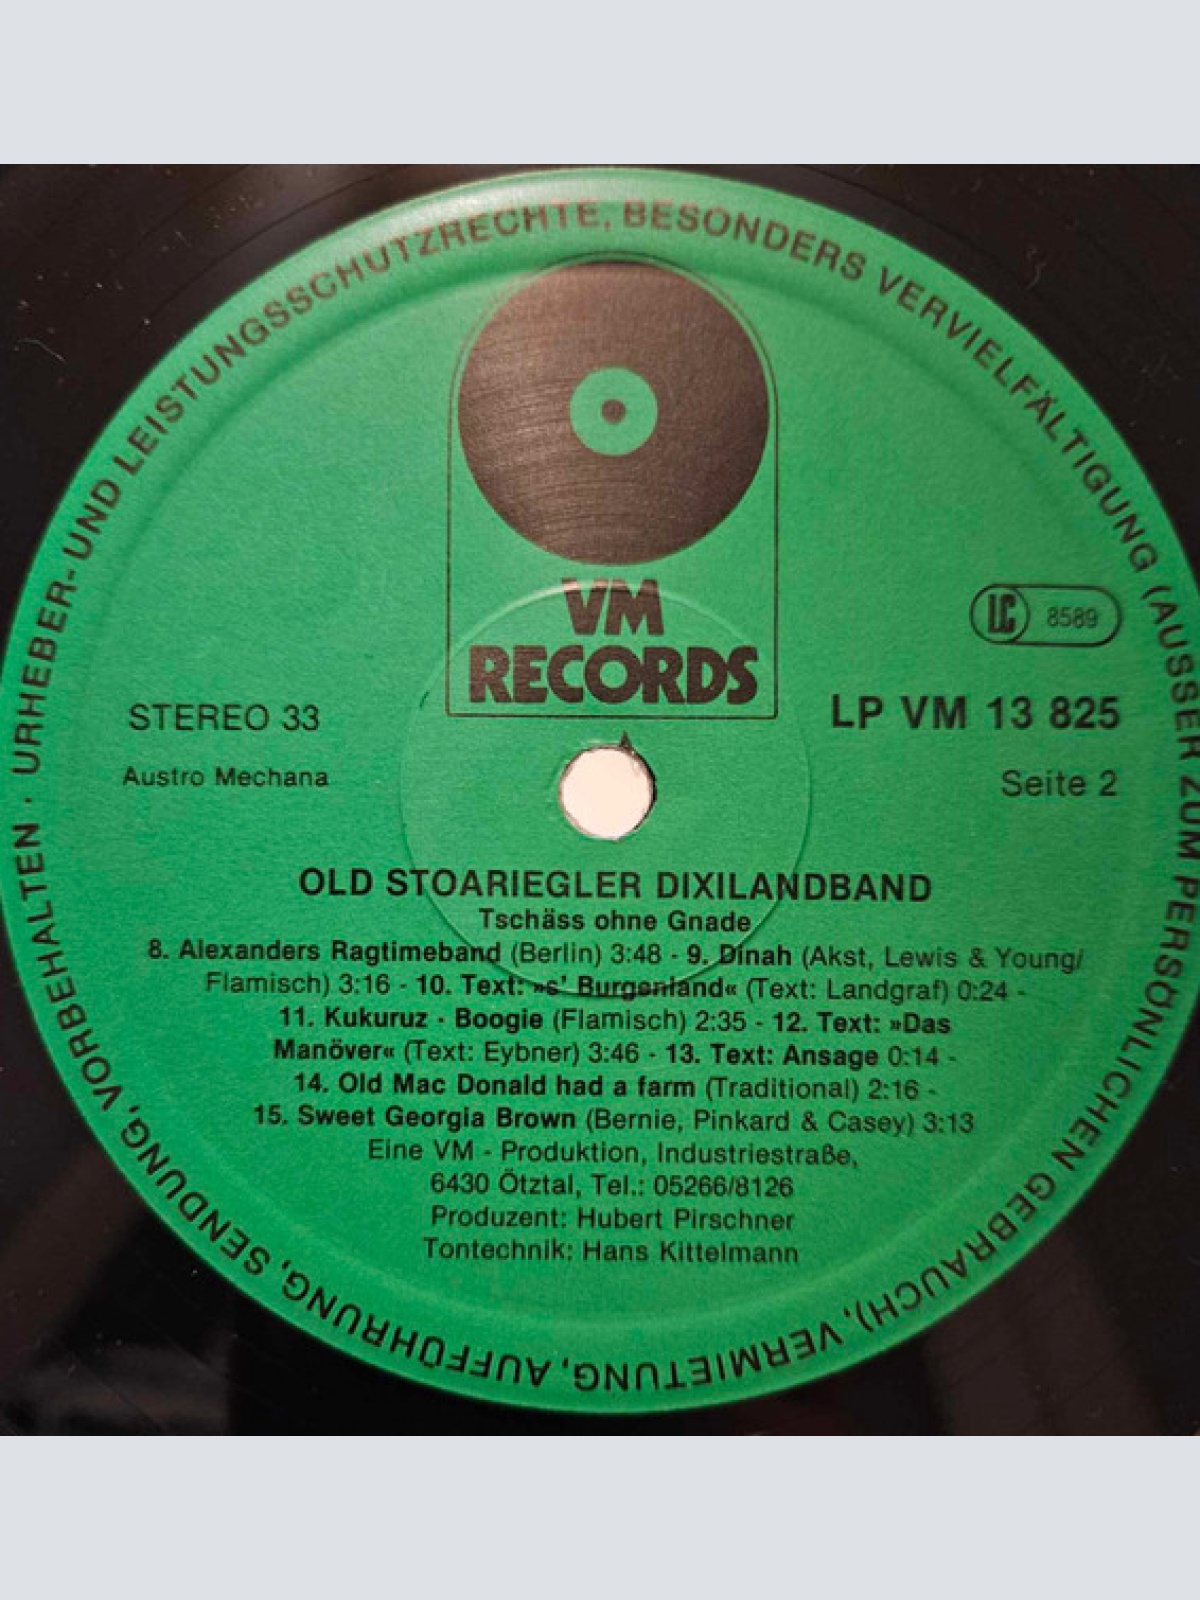 URHEBER- UND LEISTUNGSSCHUTZRECHTE, BESONDERS VERVIELFÄLTIGUNG (AUSSER ZUM PERSÖNLICHEN GEBRAUCH), VERMIETUNG, AUFFÜHRUNG, SENDUNG, VORBEHALTEN ·
VM
RECORDS
LC 8589
STEREO 33
LP VM 13 825
Austro Mechana
Seite 2
OLD STOARIEGLER DIXILANDBAND
Tschäss ohne Gnade
8. Alexanders Ragtimeband (Berlin) 3:48 - 9. Dinah (Akst, Lewis & Young/
Flamisch) 3:16 - 10. Text: »s' Burgenland« (Text: Landgraf) 0:24 -
11. Kukuruz - Boogie (Flamisch) 2:35 - 12. Text: »Das
Manöver« (Text: Eybner) 3:46 - 13. Text: Ansage 0:14 -
14. Old Mac Donald had a farm (Traditional) 2:16 -
15. Sweet Georgia Brown (Bernie, Pinkard & Casey) 3:13
Eine VM - Produktion, Industriestraße,
6430 Ötztal, Tel.: 05266/8126
Produzent: Hubert Pirschner
Tontechnik: Hans Kittelmann